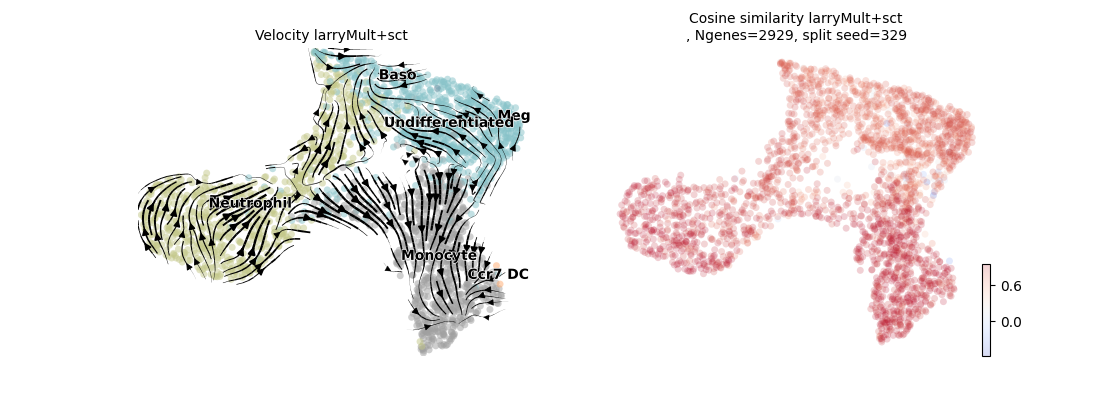 Velocity larryMult+sct
Baso
Meg
Undifferentiated
Neutrophil
Monocyte
Ccr7 DC
Cosine similarity larryMult+sct
, Ngenes=2929, split seed=329
0.6
0.0